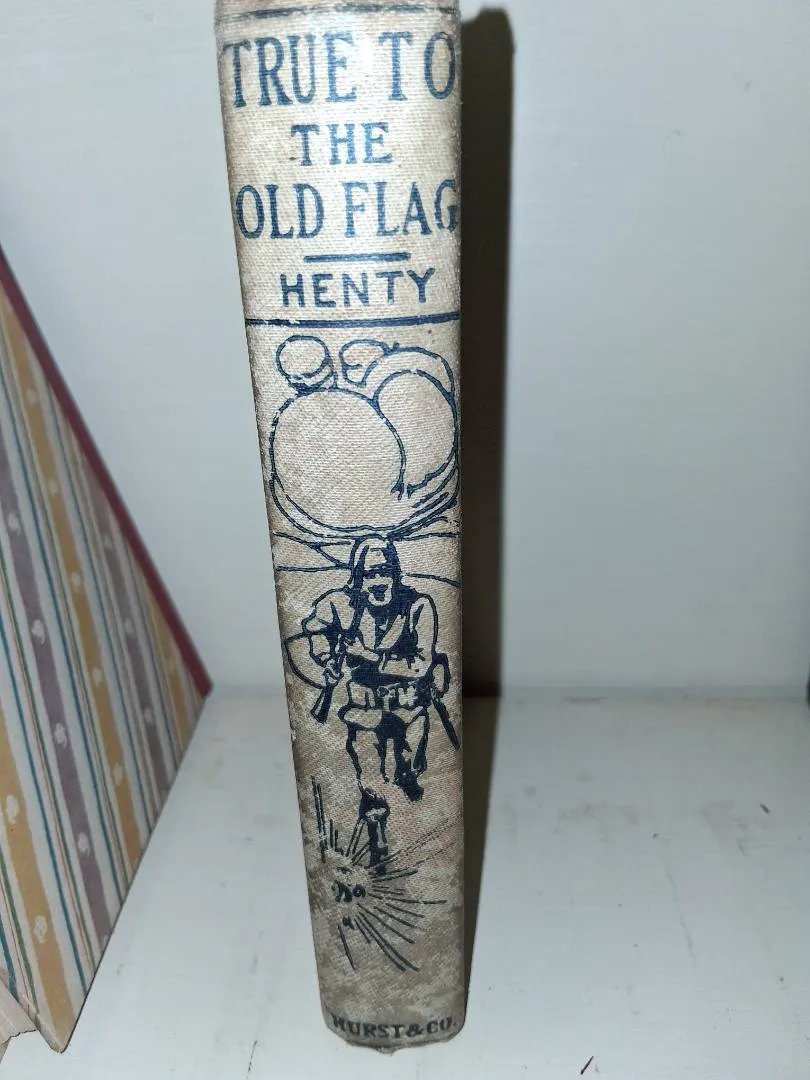 TRUE TO
THE
OLD FLAG
HENTY
HURST & CO.